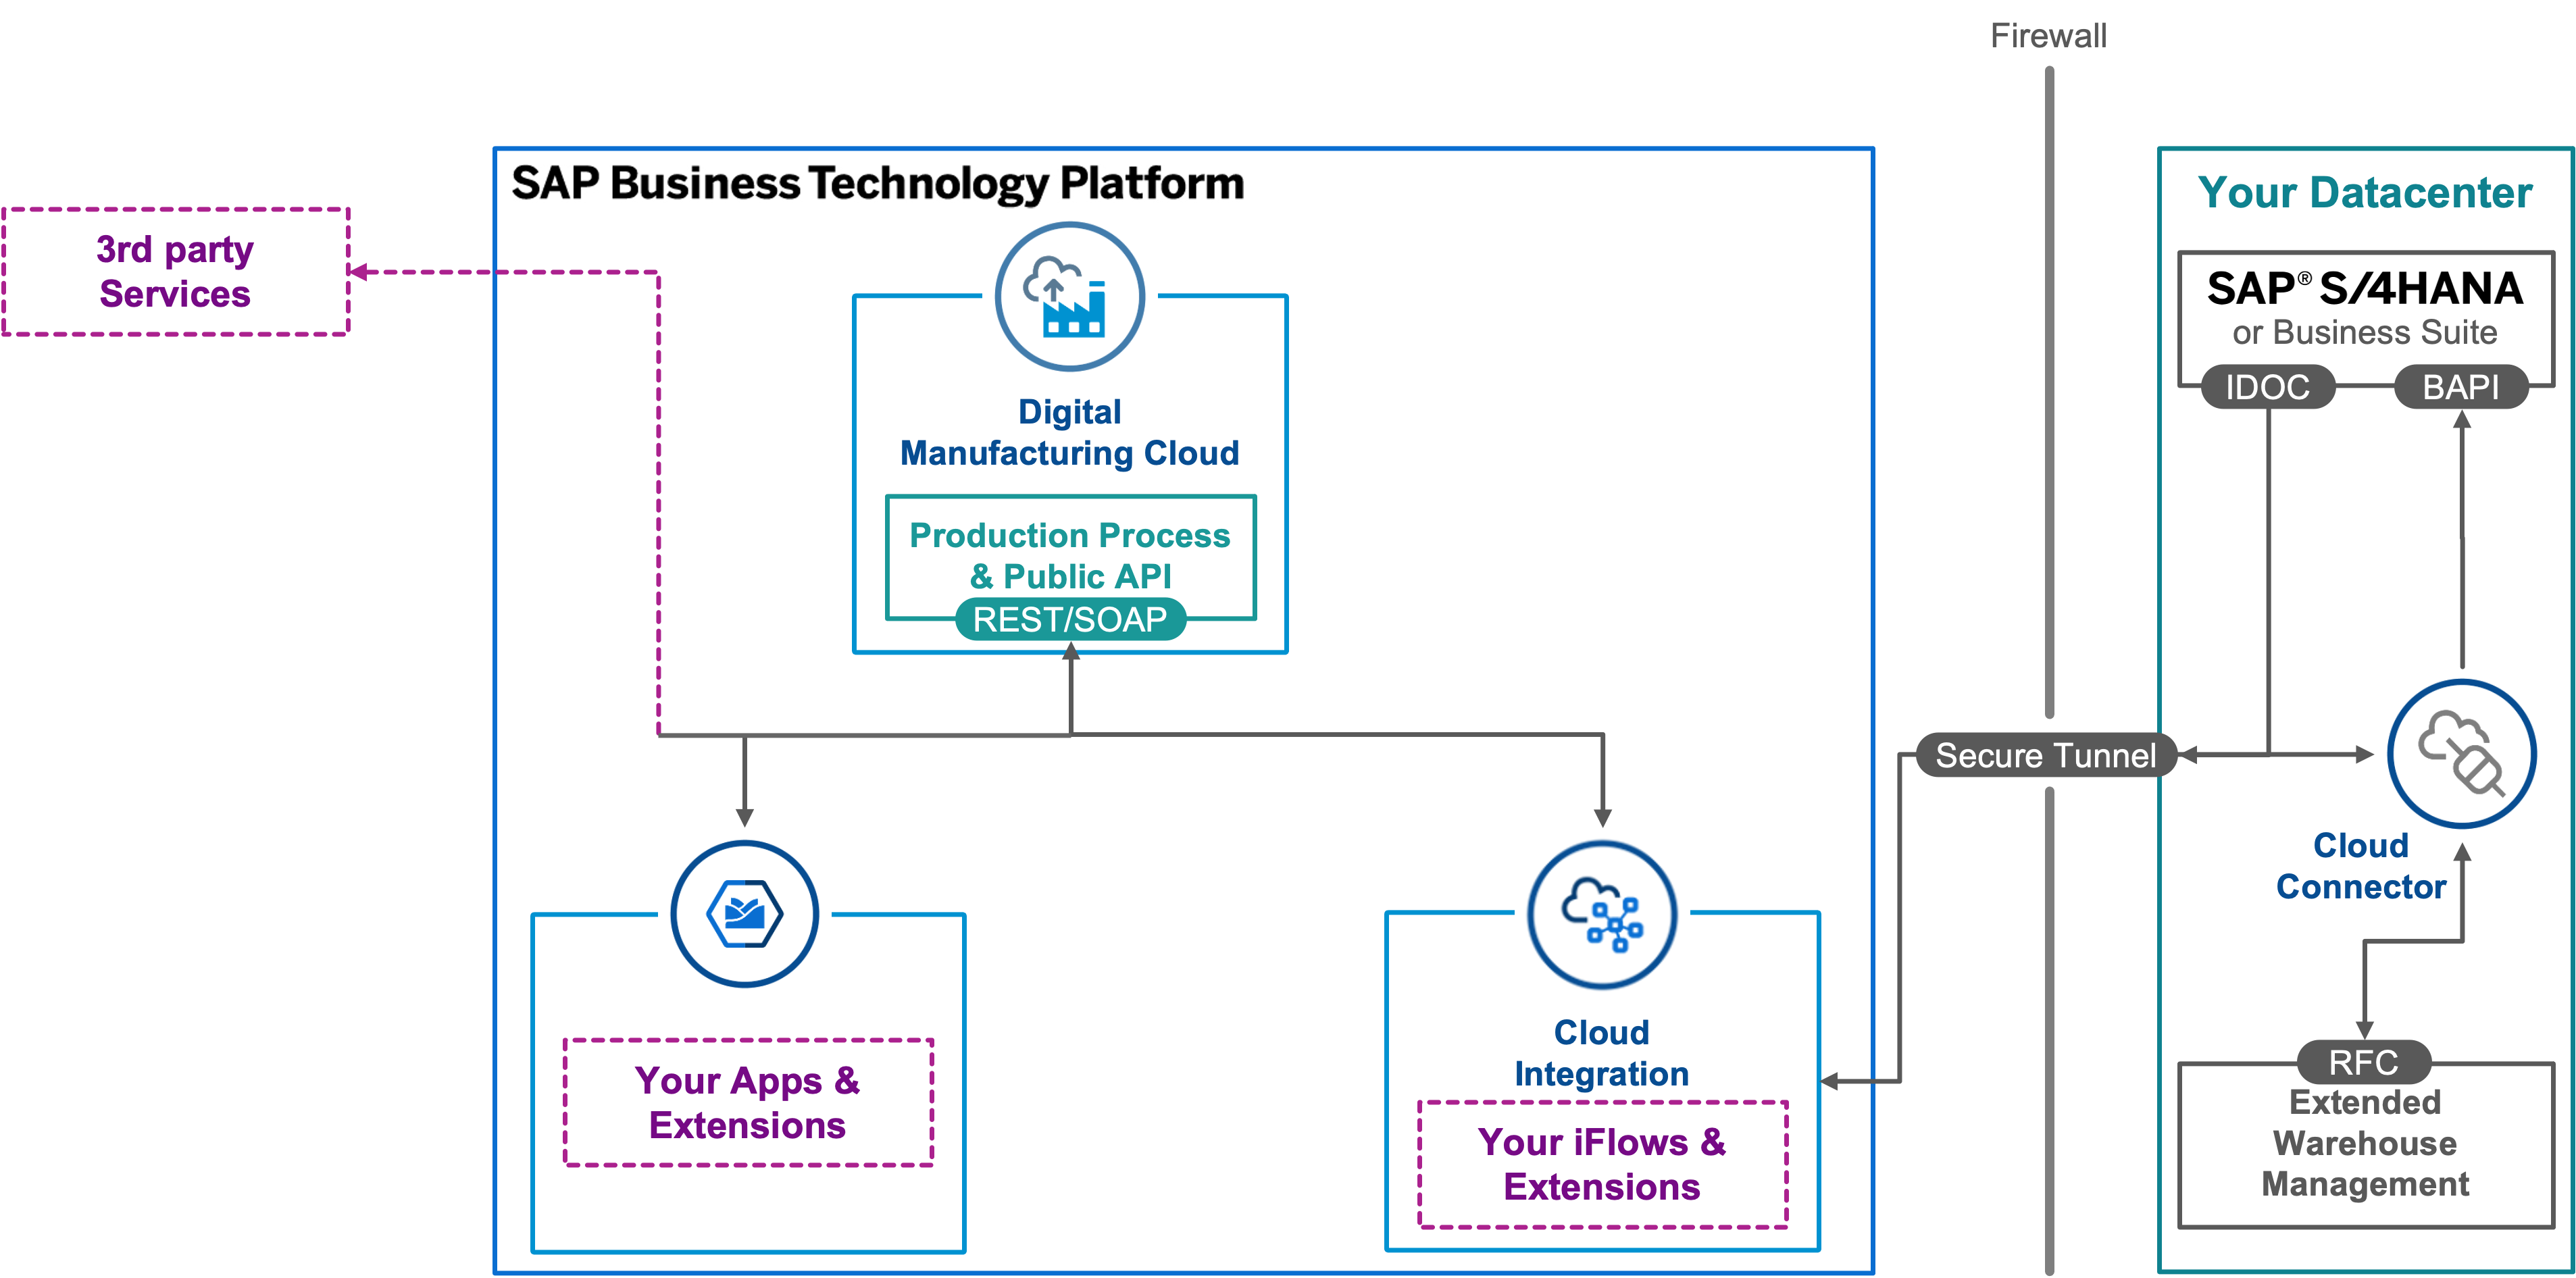 Firewall
SAP Business Technology Platform
3rd party
Services
Digital
Manufacturing Cloud
Production Process
& Public API
REST/SOAP
Your Apps &
Extensions
Cloud
Integration
Your iFlows &
Extensions
Secure Tunnel
Your Datacenter
SAP® S/4HANA
or Business Suite
IDOC
BAPI
Cloud
Connector
RFC
Extended
Warehouse
Management